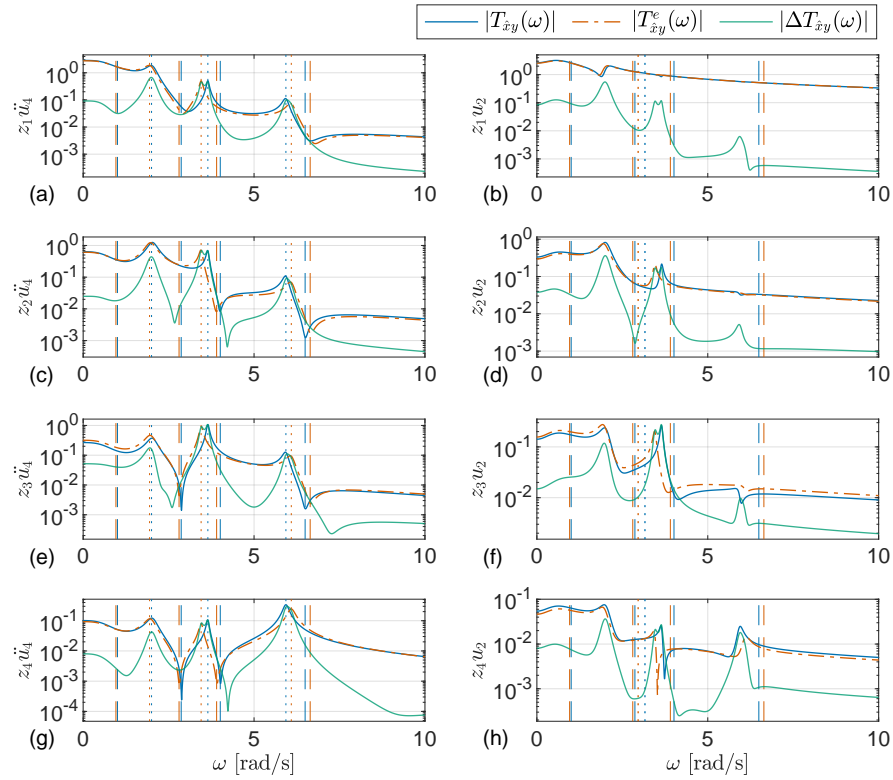 |T_{x̂y}(ω)| |T^e_{x̂y}(ω)| |ΔT_{x̂y}(ω)|
10^0
10^{-1}
10^{-2}
10^{-3}
z_1 ü_4
(a) 0 5 10
10^0
10^{-1}
10^{-2}
10^{-3}
z_1 u_2
(b) 0 5 10
10^0
10^{-1}
10^{-2}
10^{-3}
z_2 ü_4
(c) 0 5 10
10^0
10^{-1}
10^{-2}
10^{-3}
z_2 u_2
(d) 0 5 10
10^0
10^{-1}
10^{-2}
10^{-3}
z_3 ü_4
(e) 0 5 10
10^{-1}
10^{-2}
z_3 u_2
(f) 0 5 10
10^{-1}
10^{-2}
10^{-3}
10^{-4}
z_4 ü_4
(g) 0 5 10
ω [rad/s]
10^{-1}
10^{-2}
10^{-3}
z_4 u_2
(h) 0 5 10
ω [rad/s]